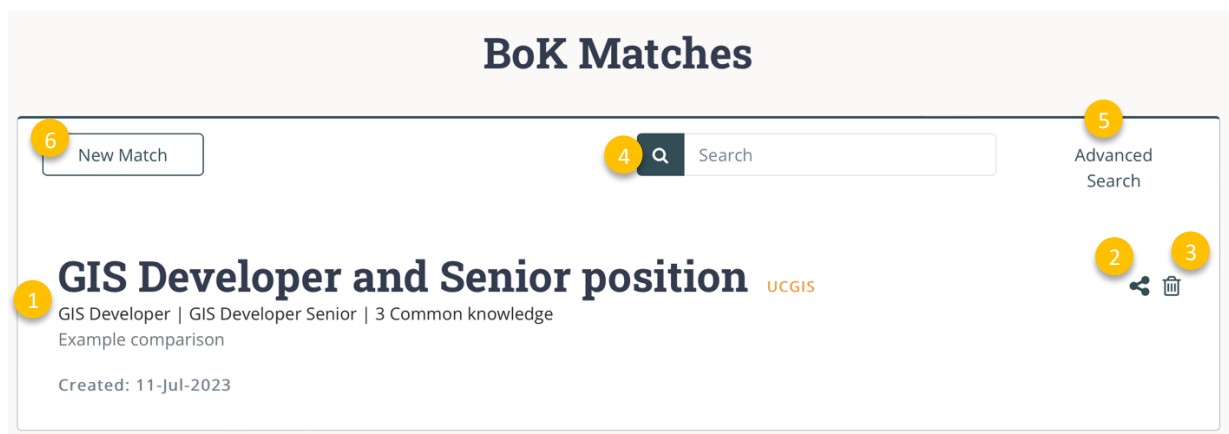 BoK Matches
6
New Match
4
Search
5
Advanced
Search
1
GIS Developer and Senior position UCGIS
2
3
GIS Developer | GIS Developer Senior | 3 Common knowledge
Example comparison
Created: 11-Jul-2023